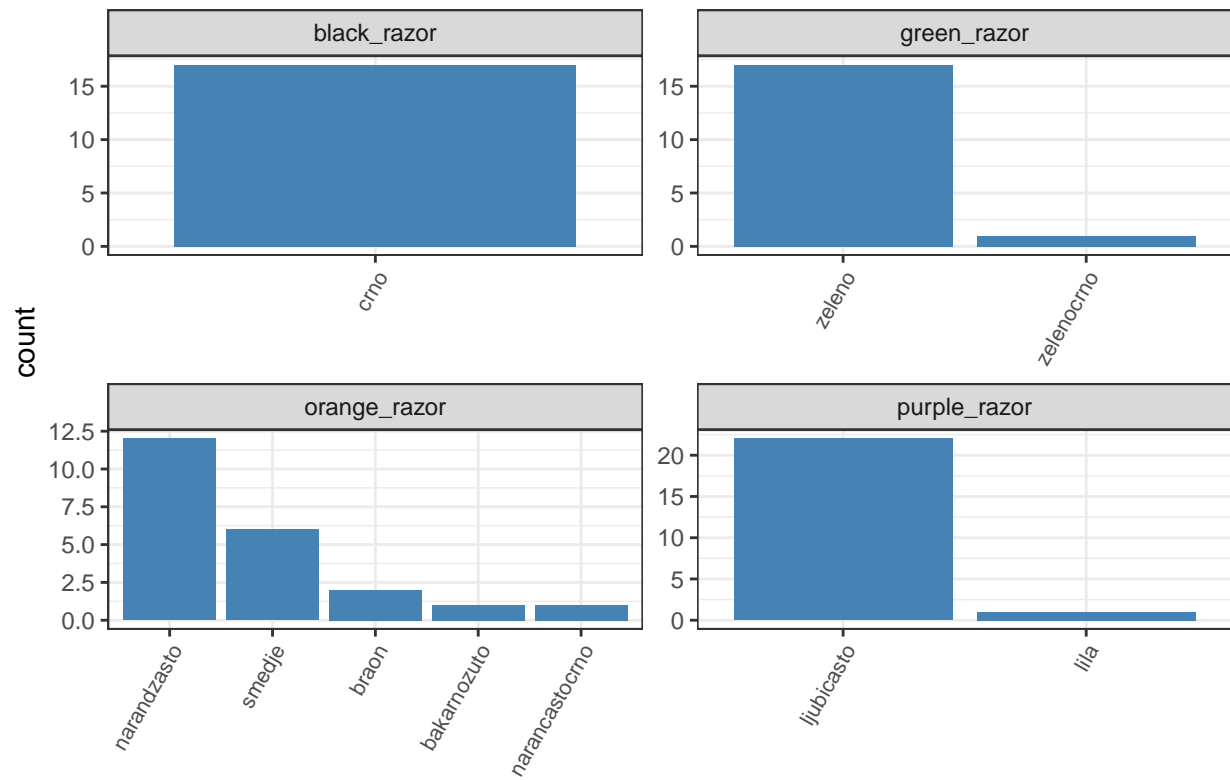 black_razor
green_razor
15
10
5
0
15
10
5
0
crno
zeleno
zelenocrno
count
orange_razor
purple_razor
12.5
10.0
7.5
5.0
2.5
0.0
20
15
10
5
0
narandzasto
smedje
braon
bakarnozuto
narancastocrno
ljubicasto
lila